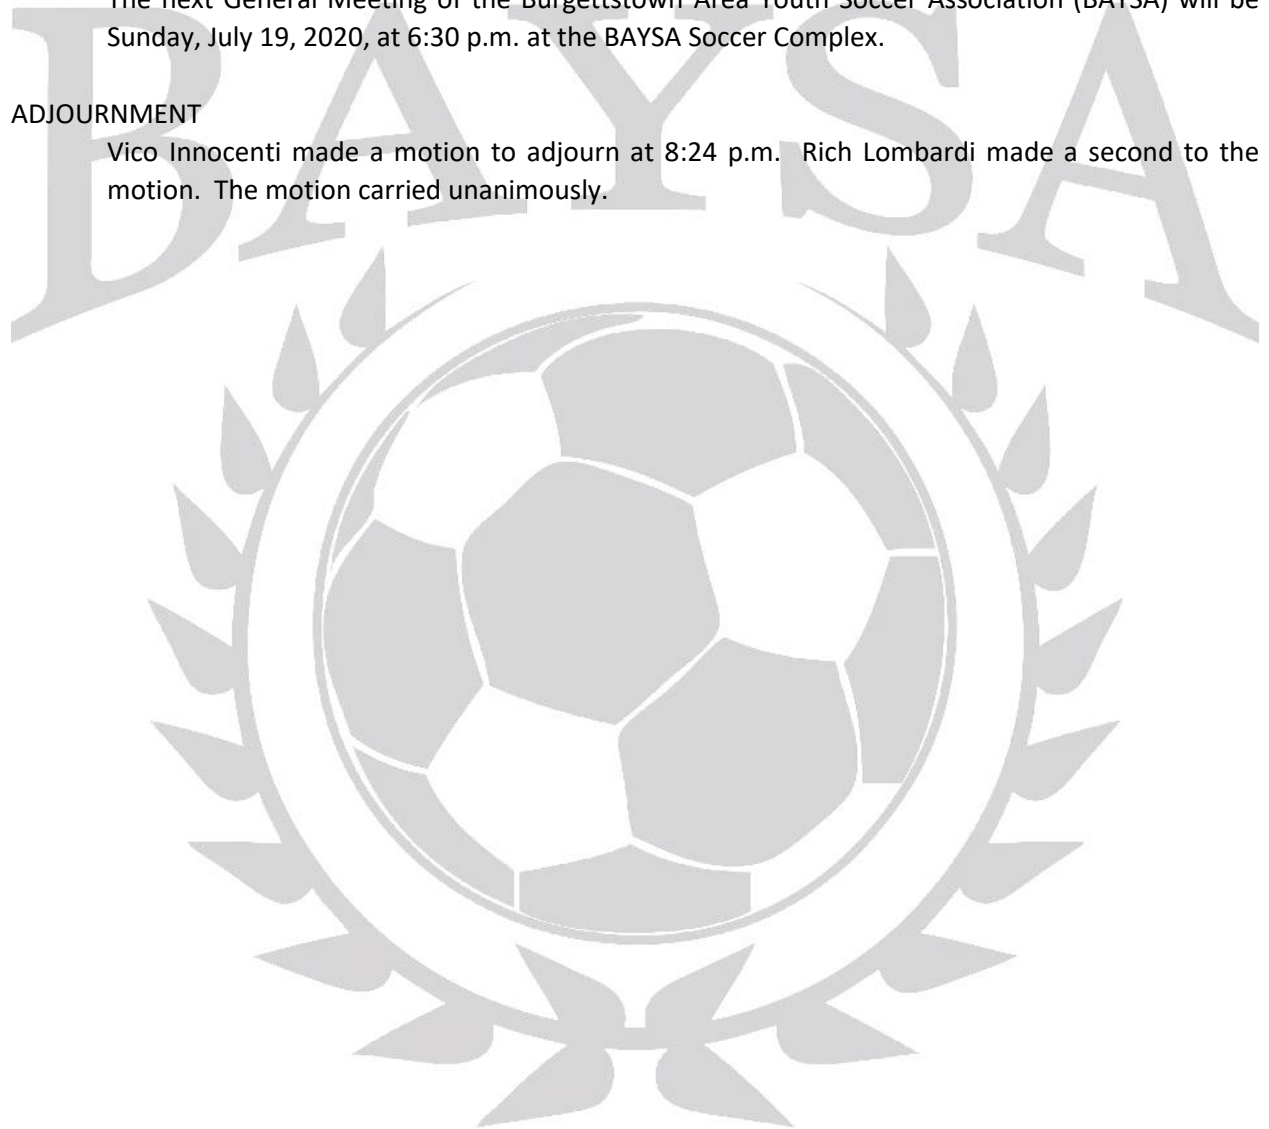 The next General Meeting of the Burgettstown Area Youth Soccer Association (BAYSA) will be
Sunday, July 19, 2020, at 6:30 p.m. at the BAYSA Soccer Complex.
ADJOURNMENT
Vico Innocenti made a motion to adjourn at 8:24 p.m.  Rich Lombardi made a second to the
motion.  The motion carried unanimously.
BAYSA